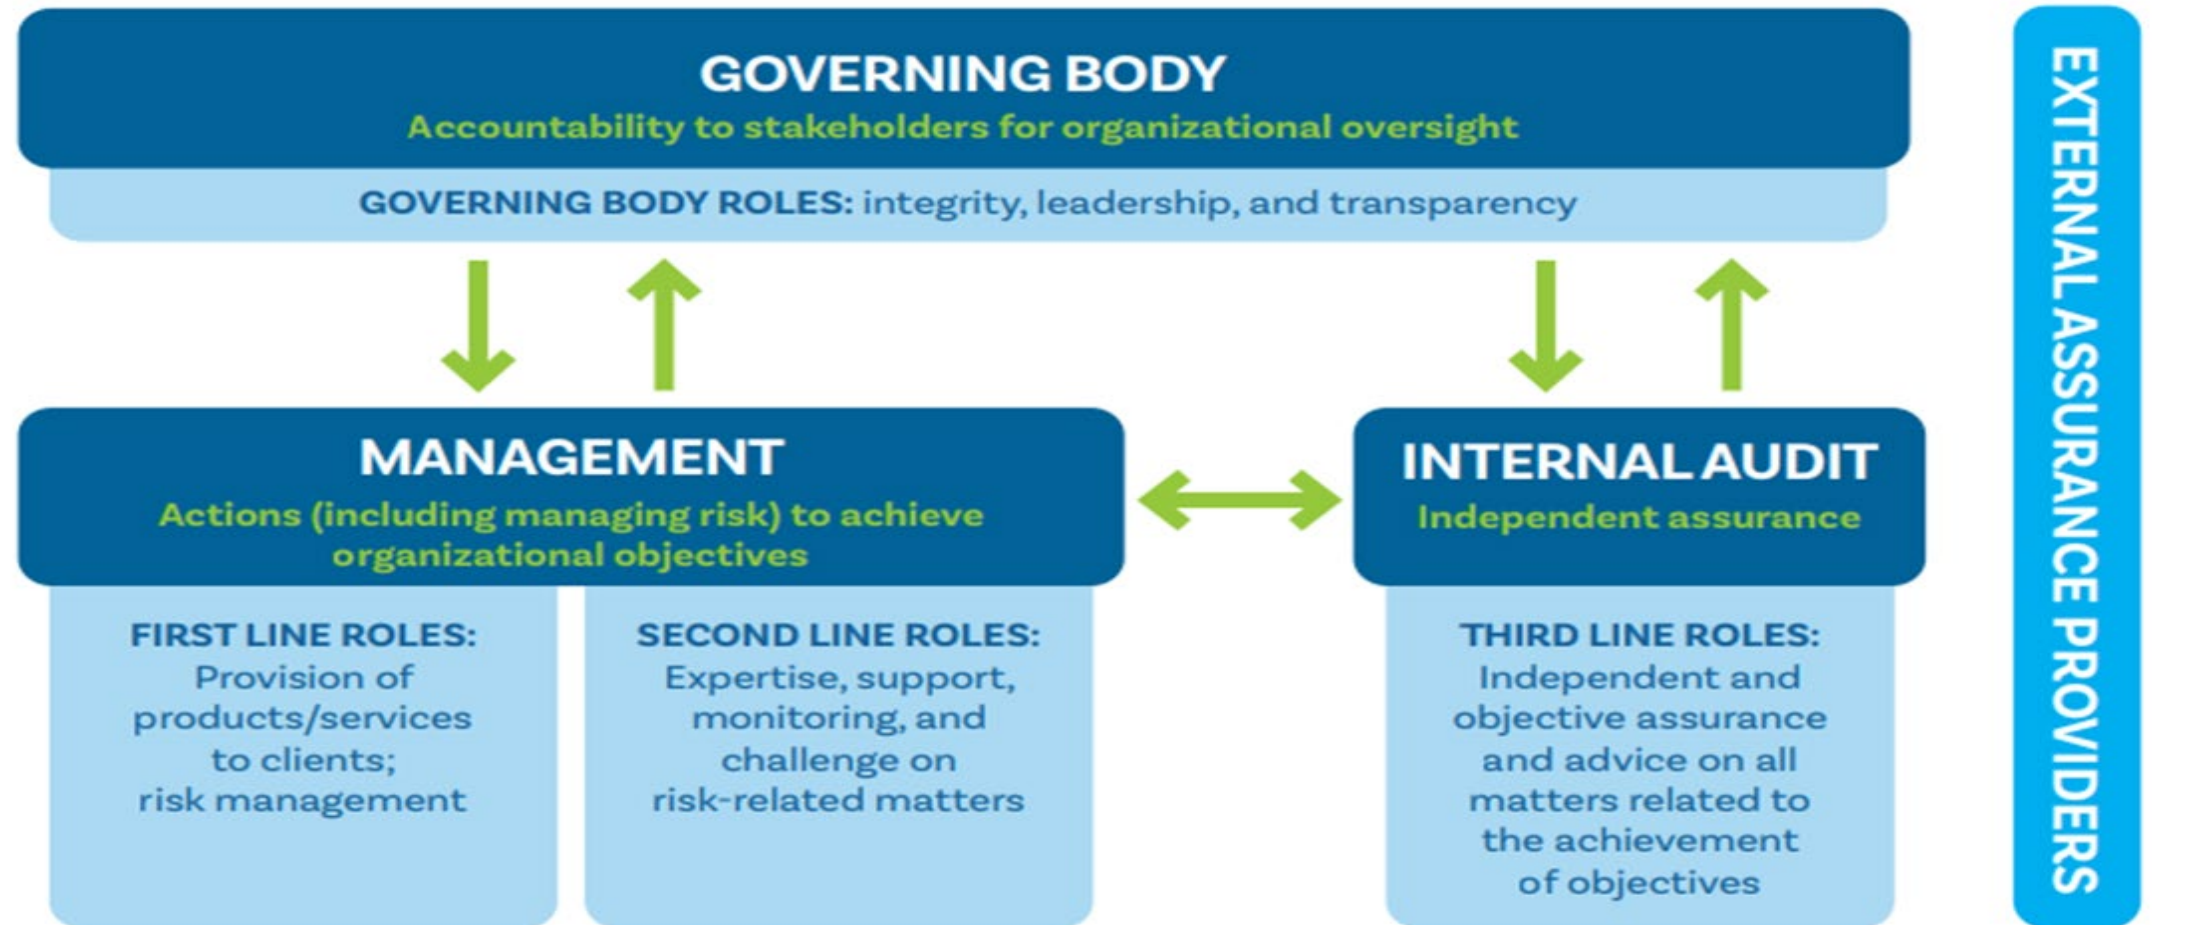 GOVERNING BODY
Accountability to stakeholders for organizational oversight
GOVERNING BODY ROLES: integrity, leadership, and transparency
MANAGEMENT
Actions (including managing risk) to achieve
organizational objectives
FIRST LINE ROLES:
Provision of
products/services
to clients;
risk management
SECOND LINE ROLES:
Expertise, support,
monitoring, and
challenge on
risk-related matters
INTERNAL AUDIT
Independent assurance
THIRD LINE ROLES:
Independent and
objective assurance
and advice on all
matters related to
the achievement
of objectives
EXTERNAL ASSURANCE PROVIDERS